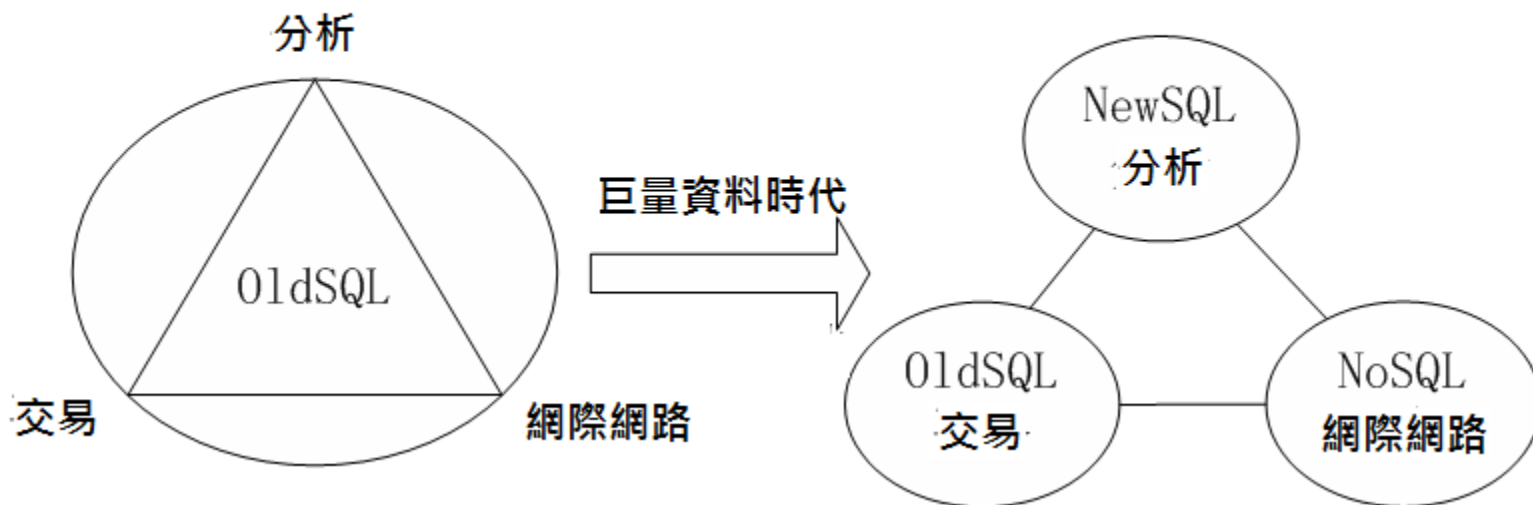 分析
OldSQL
交易
網際網路
巨量資料時代
NewSQL
分析
OldSQL
交易
NoSQL
網際網路